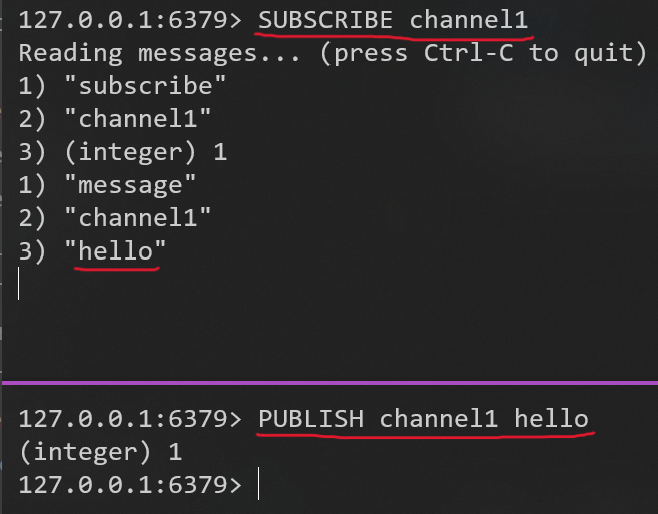 127.0.0.1:6379> SUBSCRIBE channel1
Reading messages... (press Ctrl-C to quit)
1) "subscribe"
2) "channel1"
3) (integer) 1
1) "message"
2) "channel1"
3) "hello"
127.0.0.1:6379> PUBLISH channel1 hello
(integer) 1
127.0.0.1:6379>